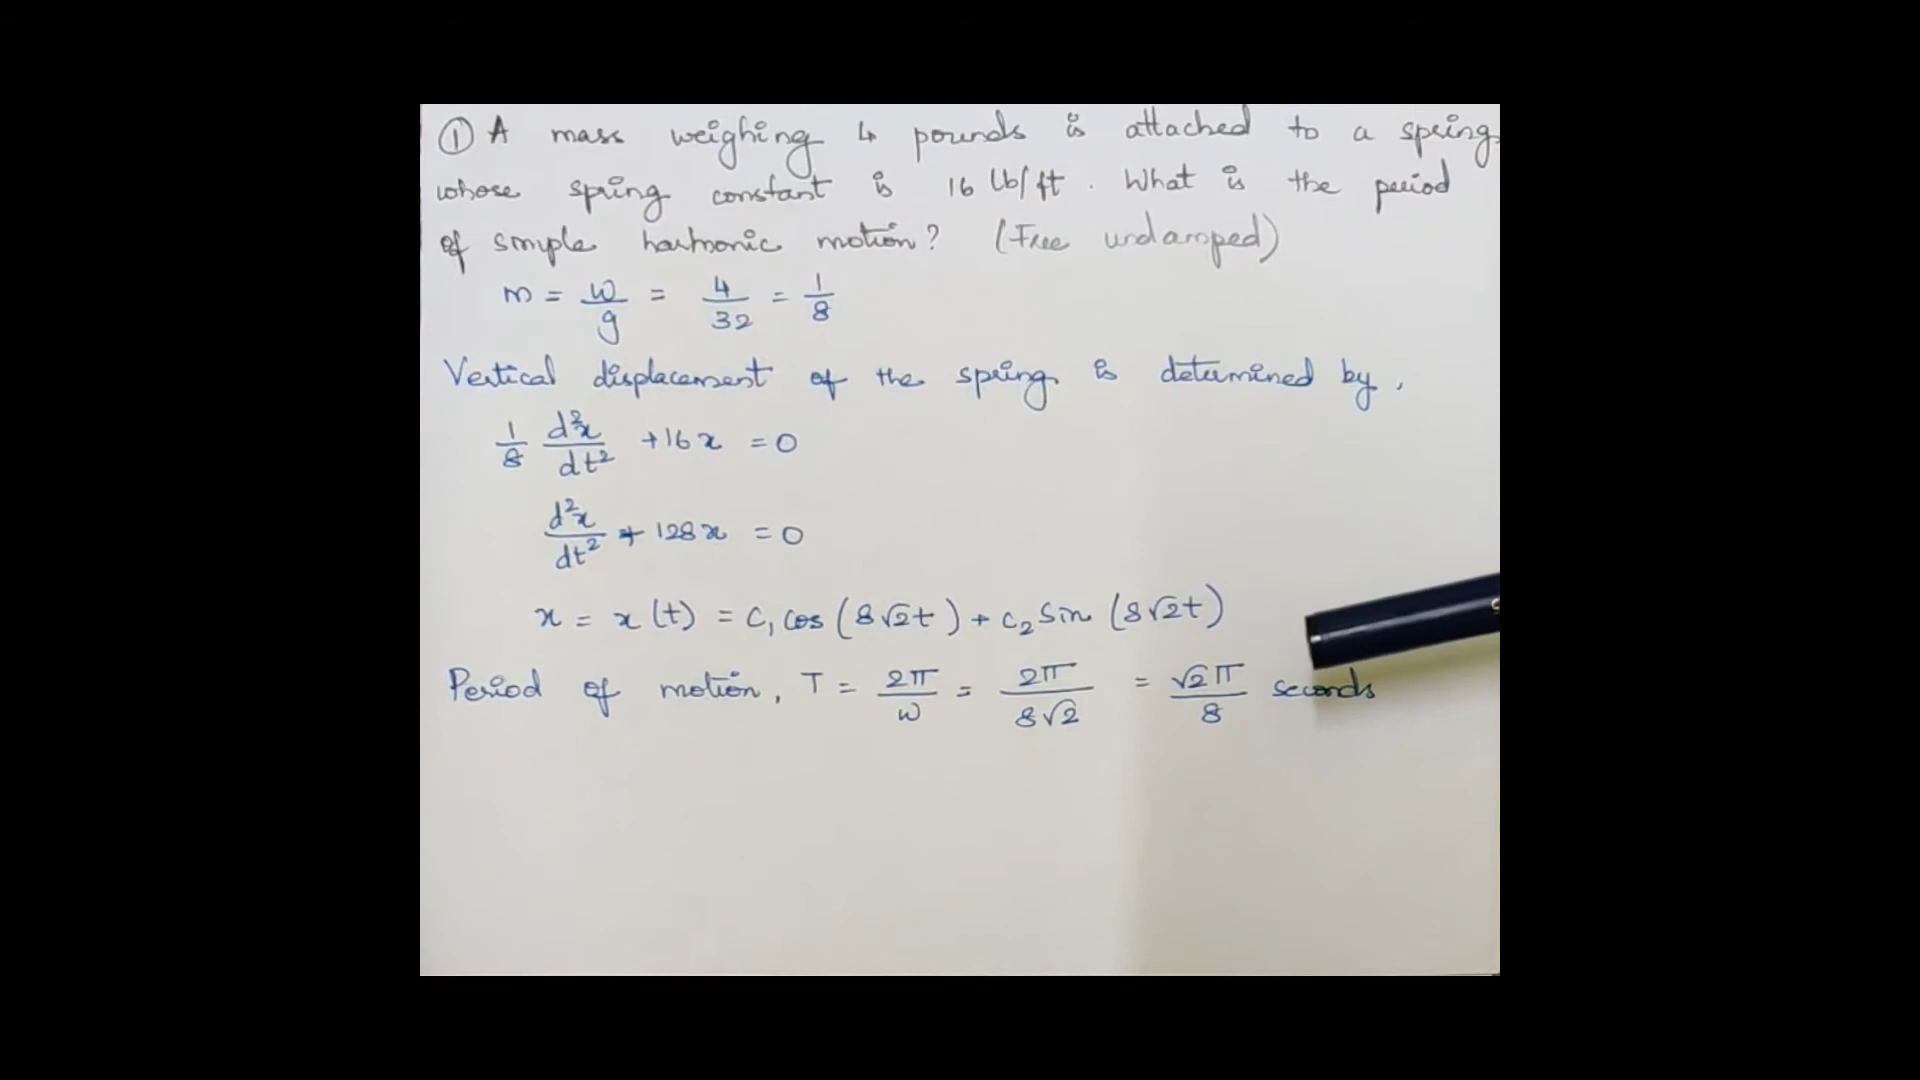 ① A mass weighing 4 pounds is attached to a spring
whose spring constant is 16 lb/ft. What is the period
of simple harmonic motion? (Free undamped)
m = w/g = 4/32 = 1/8
Vertical displacement of the spring is determined by,
1/8 d²x/dt² + 16x = 0
d²x/dt² + 128x = 0
x = x(t) = c₁ cos(8√2t) + c₂ sin(8√2t)
Period of motion, T = 2π/ω = 2π/8√2 = √2π/8 seconds